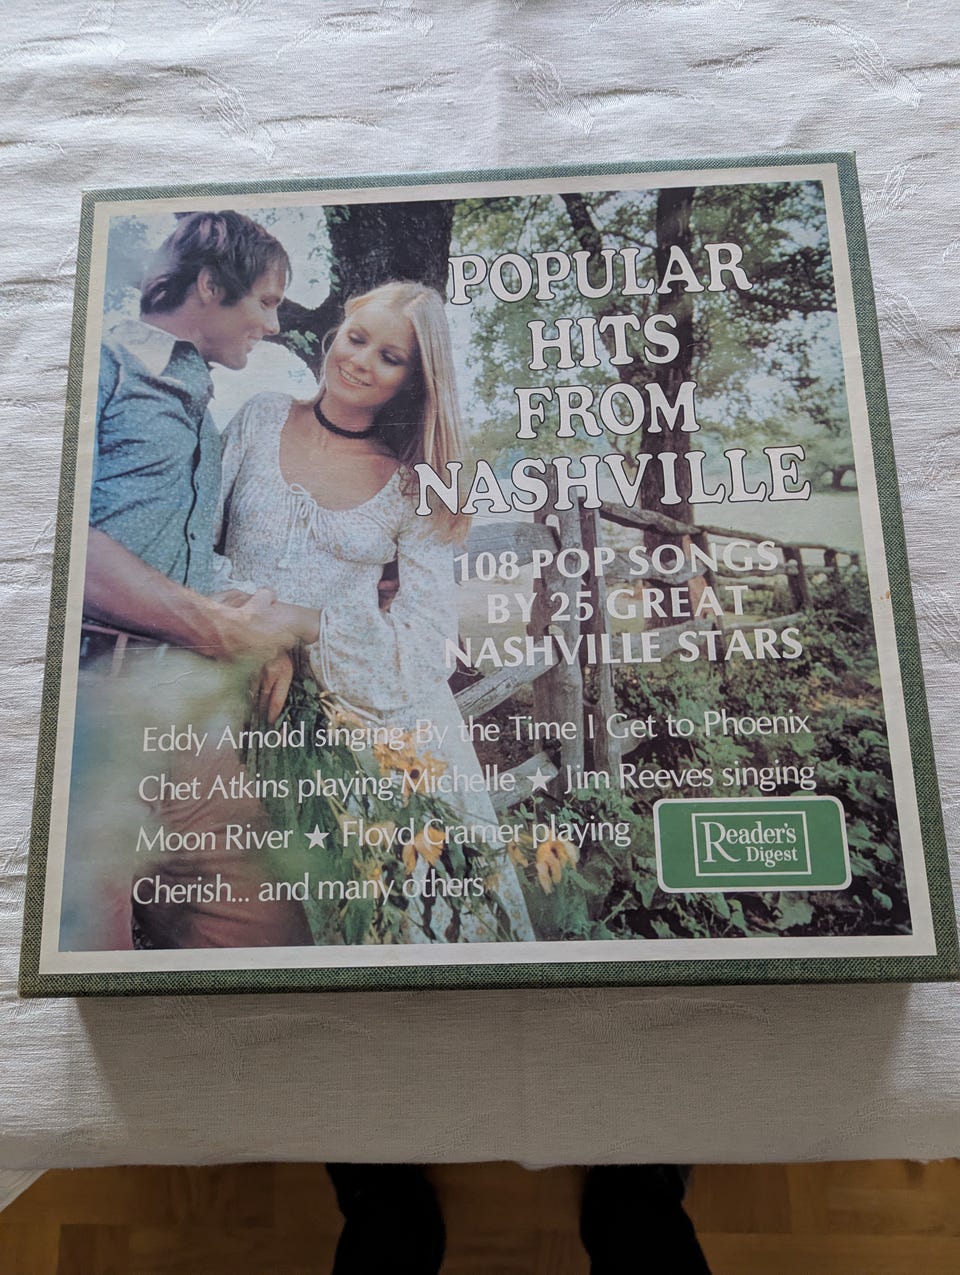 POPULAR
HITS
FROM
NASHVILLE
108 POP SONGS
BY 25 GREAT
NASHVILLE STARS
Eddy Arnold singing By the Time I Get to Phoenix
Chet Atkins playing Michelle ★ Jim Reeves singing
Moon River ★ Floyd Cramer playing
Cherish... and many others
Reader's
Digest